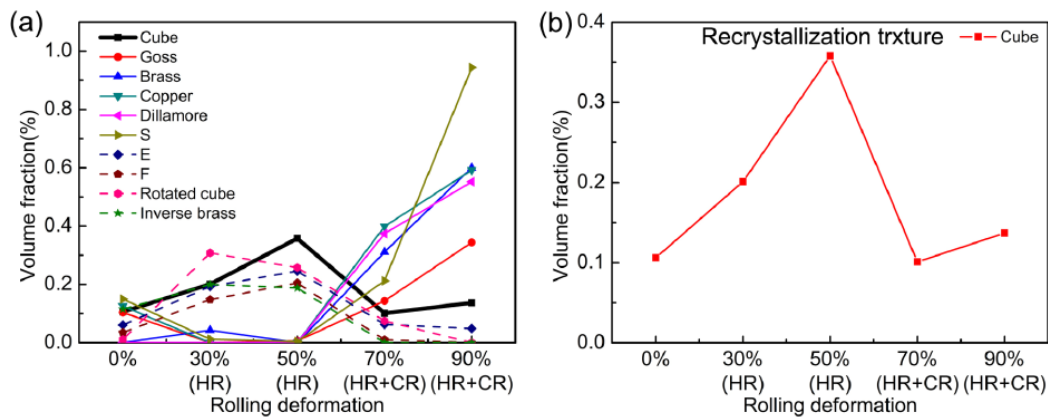 (a)
Cube
Goss
Brass
Copper
Dillamore
S
E
F
Rotated cube
Inverse brass
Volume fraction(%)
1.0
0.8
0.6
0.4
0.2
0.0
0% 30% 50% 70% 90%
(HR) (HR) (HR+CR) (HR+CR)
Rolling deformation
(b)
Recrystallization trxture
Cube
Volume fraction(%)
0.4
0.3
0.2
0.1
0.0
0% 30% 50% 70% 90%
(HR) (HR) (HR+CR) (HR+CR)
Rolling deformation